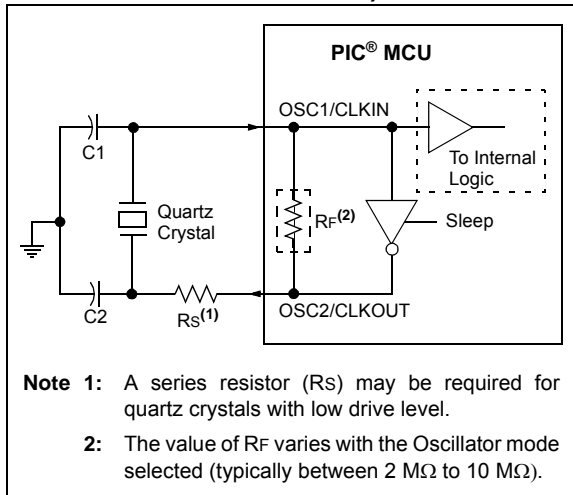 PIC® MCU
OSC1/CLKIN
C1
To Internal
Logic
Quartz
Crystal
RF(2)
Sleep
C2
RS(1)
OSC2/CLKOUT
Note 1: A series resistor (RS) may be required for
quartz crystals with low drive level.
2: The value of RF varies with the Oscillator mode
selected (typically between 2 MΩ to 10 MΩ).